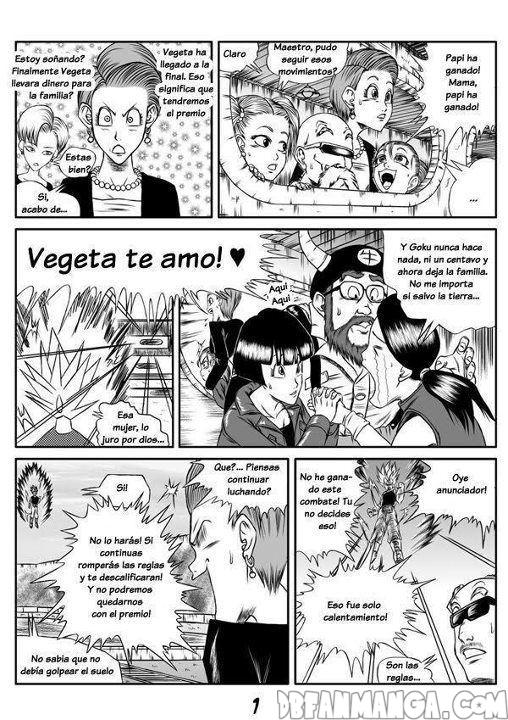 Estoy soñando?
Finalmente Vegeta
llevara dinero para
la familia?
Vegeta ha
llegado a la
final. Eso
significa que
tendremos
el premio
Estas
bien?
Si,
acabo de...
Claro
Maestro, pudo
seguir esos
movimientos?
Papi ha
ganado!
Mama,
papi ha
ganado!
...
Vegeta te amo! ♥
Esa
mujer, lo
juro por dios...
Aqui
Aqui
牛
Y Goku nunca hace
nada, ni un centavo y
ahora deja la familia.
No me importa
si salvo la tierra...
Si!
Que?... Piensas
continuar
luchando?
No lo harás! Si
continuas
romperás las reglas
y te descalificaran!
Y no podremos
quedarnos
con el premio!
No sabia que no
debía golpear el suelo
No he gana-
do este
combate! Tu
no decides
eso!
Oye
anunciador!
Eso fue solo
calentamiento!
Son las
reglas...
1
DBFANMANGA.COM